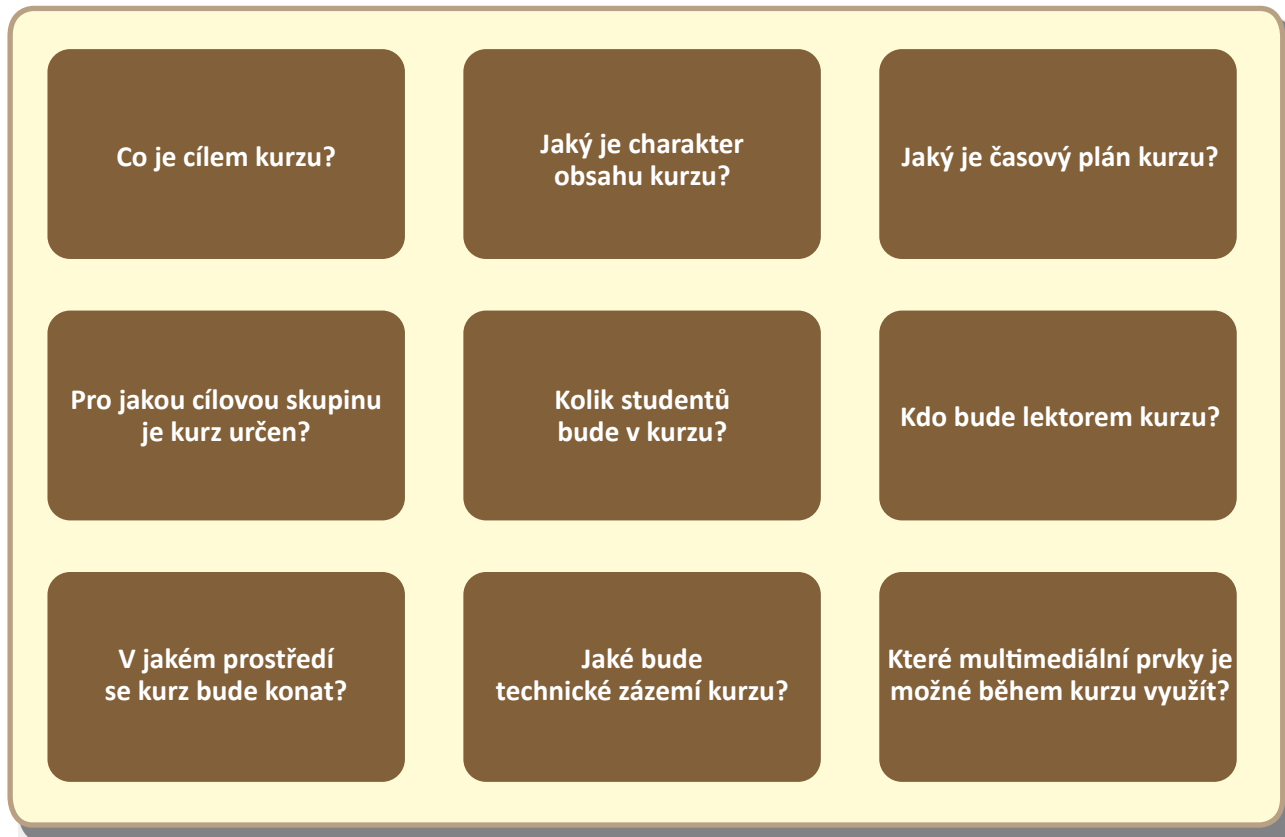 Co je cílem kurzu?
Jaký je charakter
obsahu kurzu?
Jaký je časový plán kurzu?
Pro jakou cílovou skupinu
je kurz určen?
Kolik studentů
bude v kurzu?
Kdo bude lektorem kurzu?
V jakém prostředí
se kurz bude konat?
Jaké bude
technické zázemí kurzu?
Které multimediální prvky je
možné během kurzu využít?